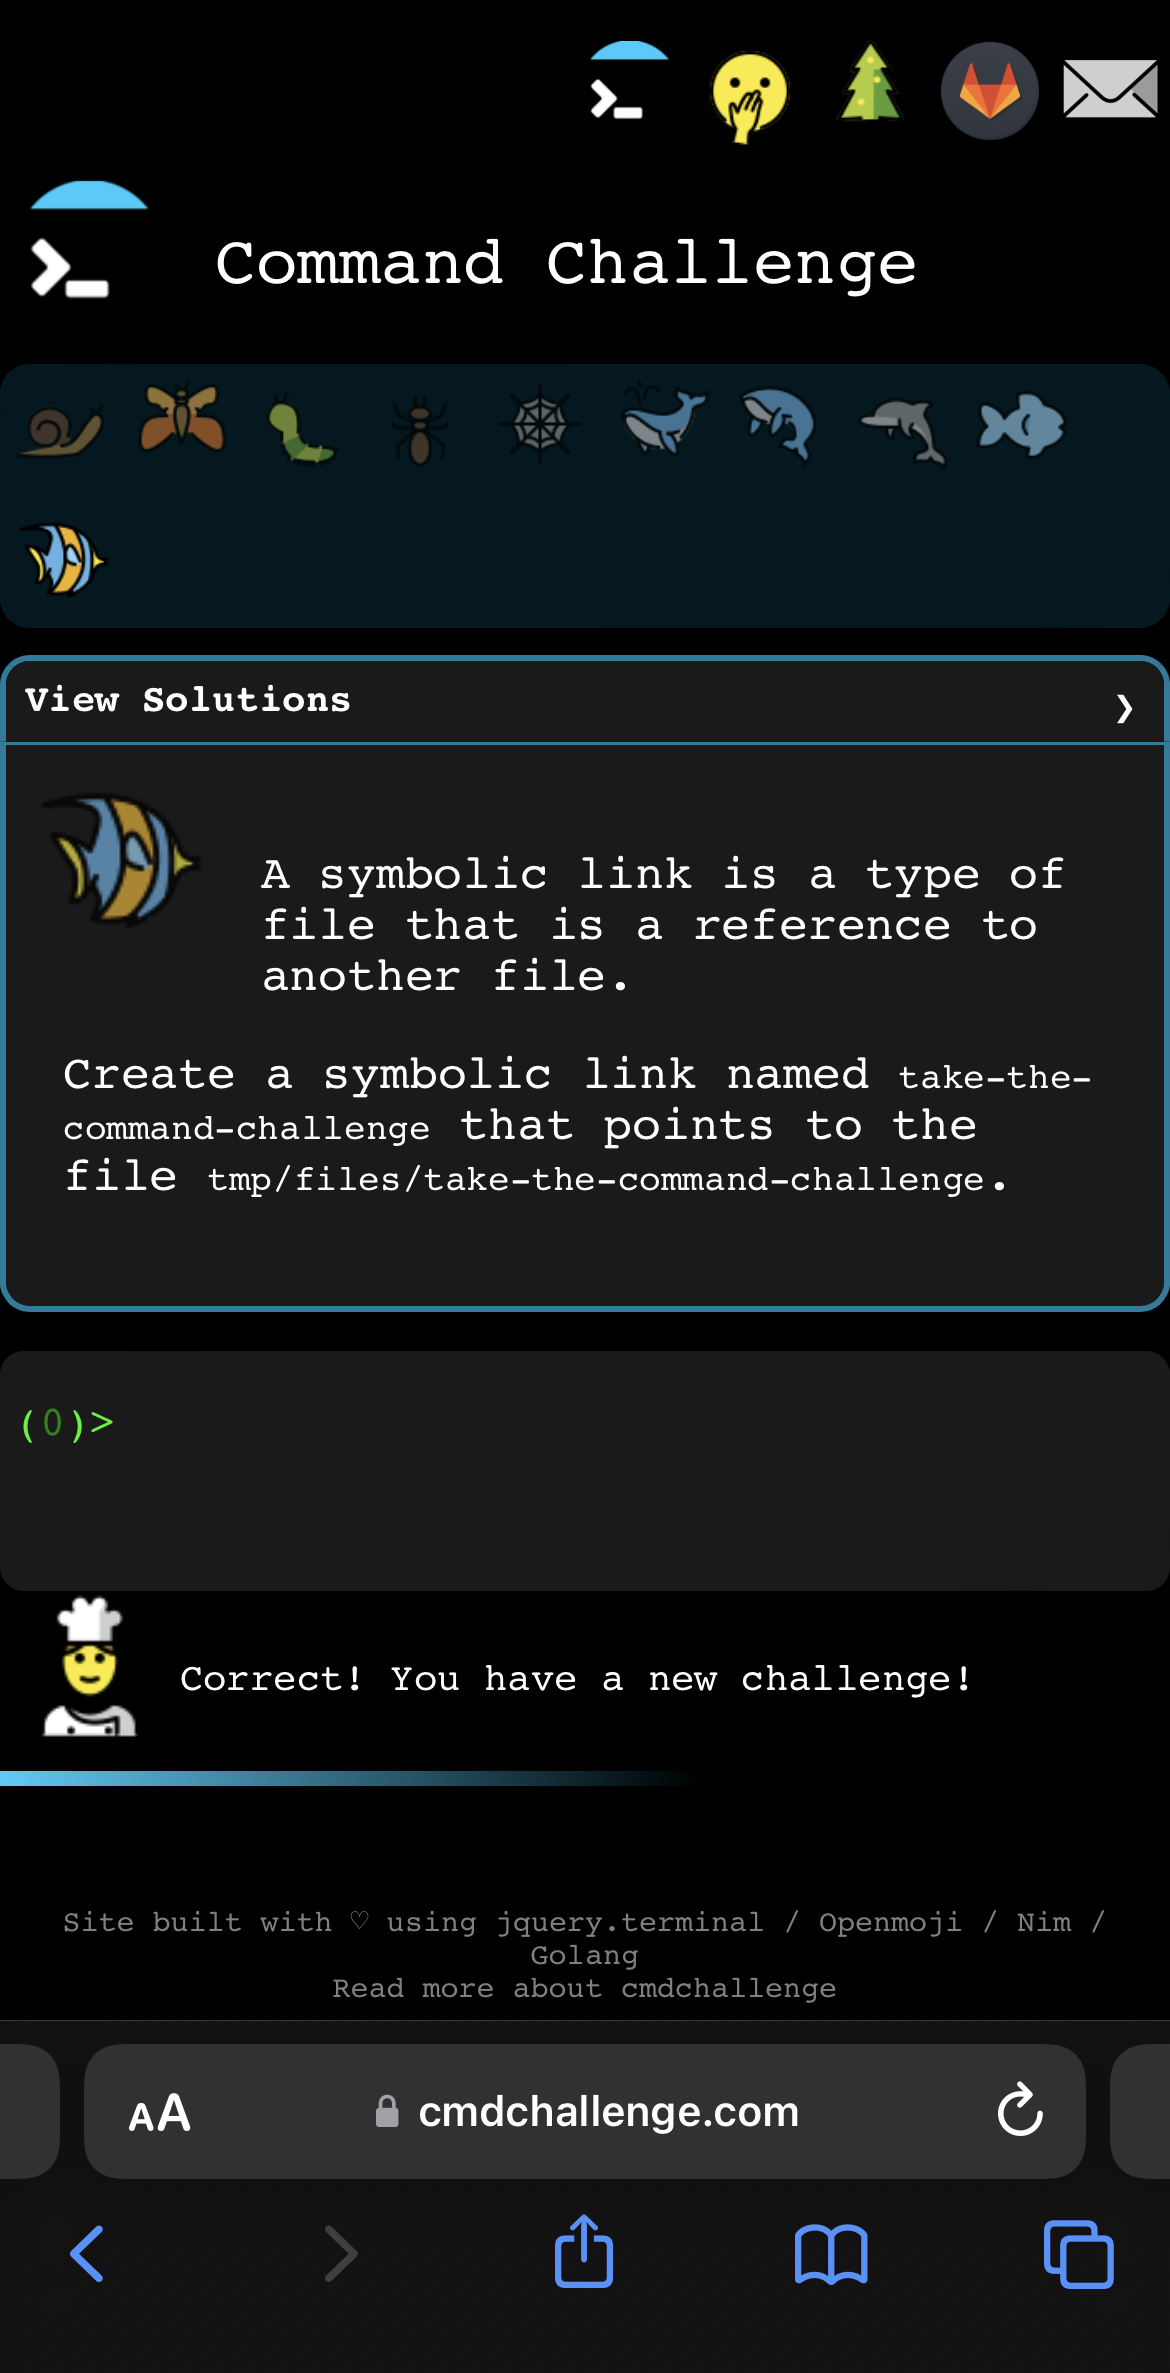 Command Challenge
View Solutions
A symbolic link is a type of
file that is a reference to
another file.
Create a symbolic link named take-the-
command-challenge that points to the
file tmp/files/take-the-command-challenge.
(0)>
Correct! You have a new challenge!
Site built with ♡ using jquery.terminal / Openmoji / Nim /
Golang
Read more about cmdchallenge
AA cmdchallenge.com